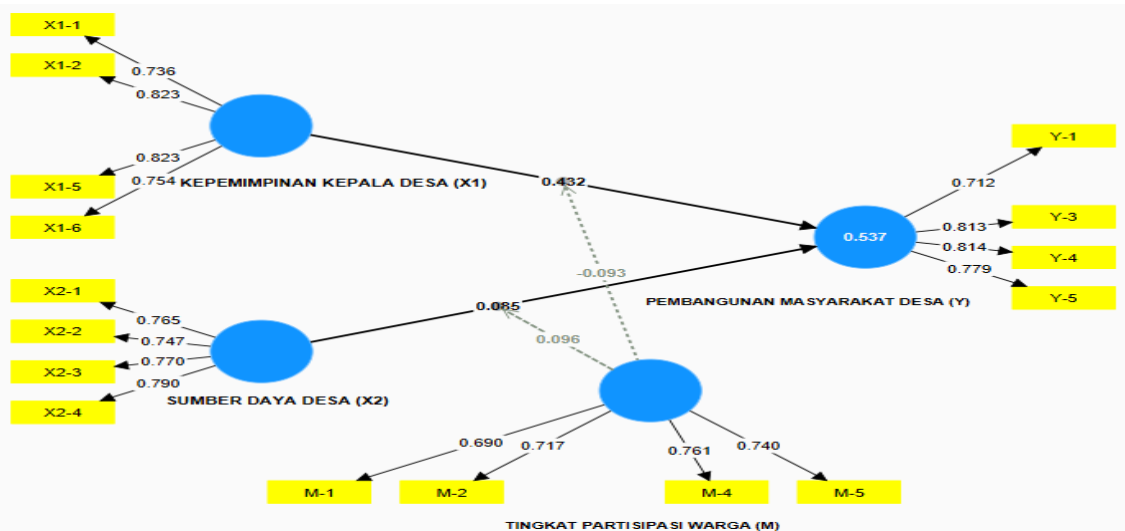 X1-1
X1-2
0.736
0.823
0.823
0.754
X1-5
X1-6
KEPEMIMPINAN KEPALA DESA (X1)
0.432
Y-1
0.712
Y-3
0.813
0.537
0.814
Y-4
0.779
Y-5
PEMBANGUNAN MASYARAKAT DESA (Y)
-0.093
X2-1
0.765
X2-2
0.747
X2-3
0.770
0.790
X2-4
0.085
SUMBER DAYA DESA (X2)
0.096
0.690
0.717
0.761
0.740
M-1
M-2
M-4
M-5
TINGKAT PARTISIPASI WARGA (M)